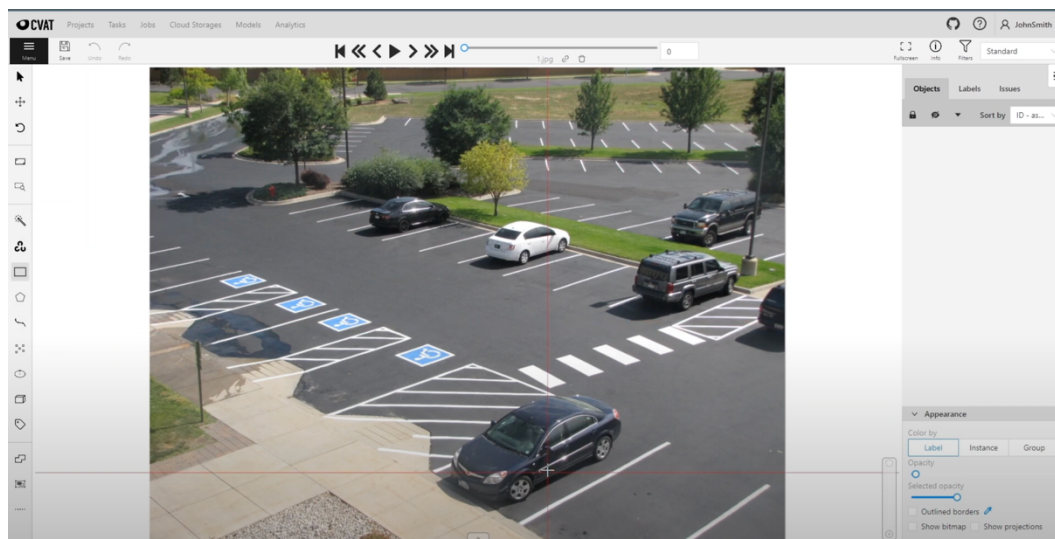 CVAT Projects Tasks Jobs Cloud Storages Models Analytics JohnSmith
Menu Save Undo Redo 1.jpg 0 Fullscreen Info Filters Standard
Objects Labels Issues
Sort by ID - as...
Appearance
Color by
Label Instance Group
Opacity
Selected opacity
Outlined borders
Show bitmap Show projections